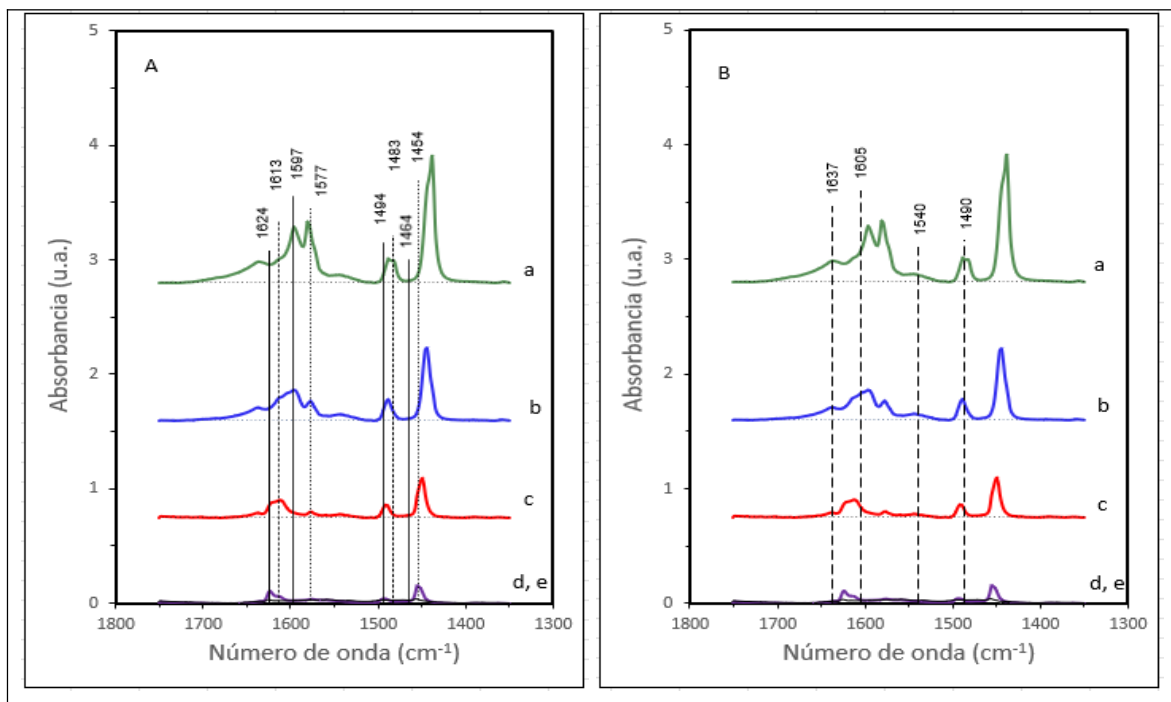 A
5
4
3
2
1
0
Absorbancia (u.a.)
1624
1613
1597
1577
1494
1483
1464
1454
a
b
c
d, e
1800
1700
1600
1500
1400
1300
Número de onda (cm-1)
B
5
4
3
2
1
0
Absorbancia (u.a.)
1637
1605
1540
1490
a
b
c
d, e
1800
1700
1600
1500
1400
1300
Número de onda (cm-1)